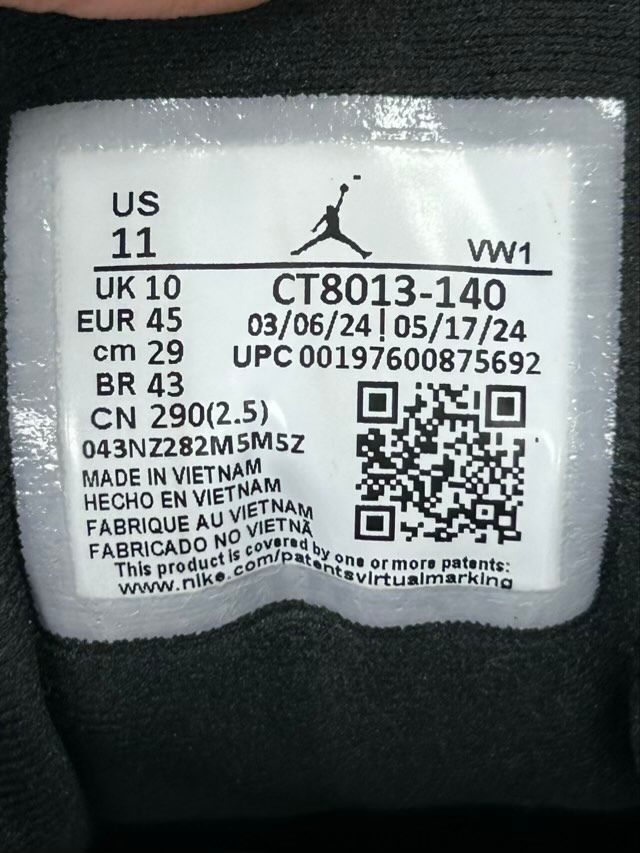 US
11
VW1
UK 10
EUR 45
cm 29
BR 43
CN 290(2.5)
CT8013-140
03/06/24 | 05/17/24
UPC 00197600875692
043NZ282M5M5Z
MADE IN VIETNAM
HECHO EN VIETNAM
FABRIQUE AU VIETNAM
FABRICADO NO VIETNÃ
This product is covered by one or more patents:
www.nike.com/patentsvirtualmarking